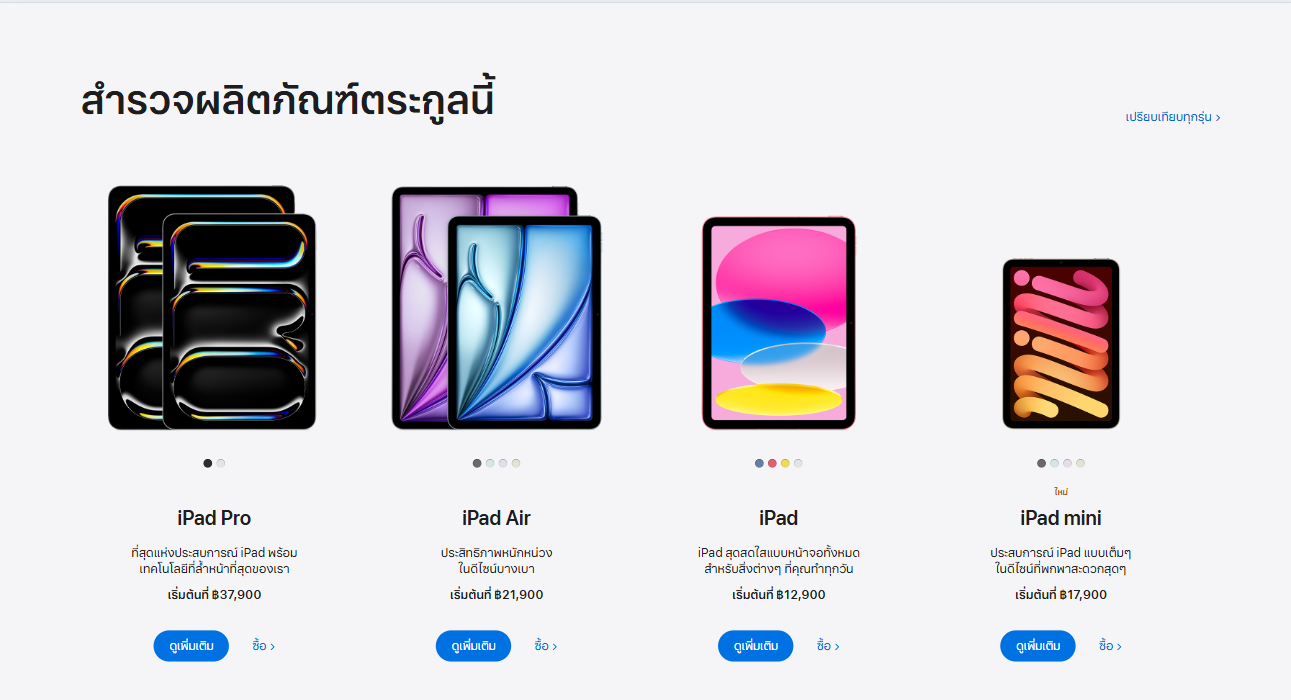 สำรวจผลิตภัณฑ์ตระกูลนี้
เปรียบเทียบทุกรุ่น >
iPad Pro
ที่สุดแห่งประสบการณ์ iPad พร้อม
เทคโนโลยีที่ล้ำหน้าที่สุดของเรา
เริ่มต้นที่ ฿37,900
ดูเพิ่มเติม
ซื้อ >
iPad Air
ประสิทธิภาพหนักหน่วง
ในดีไซน์บางเบา
เริ่มต้นที่ ฿21,900
ดูเพิ่มเติม
ซื้อ >
iPad
iPad สุดสดใสแบบหน้าจอทั้งหมด
สำหรับสิ่งต่างๆ ที่คุณทำทุกวัน
เริ่มต้นที่ ฿12,900
ดูเพิ่มเติม
ซื้อ >
ใหม่
iPad mini
ประสบการณ์ iPad แบบเต็มๆ
ในดีไซน์ที่พกพาสะดวกสุดๆ
เริ่มต้นที่ ฿17,900
ดูเพิ่มเติม
ซื้อ >